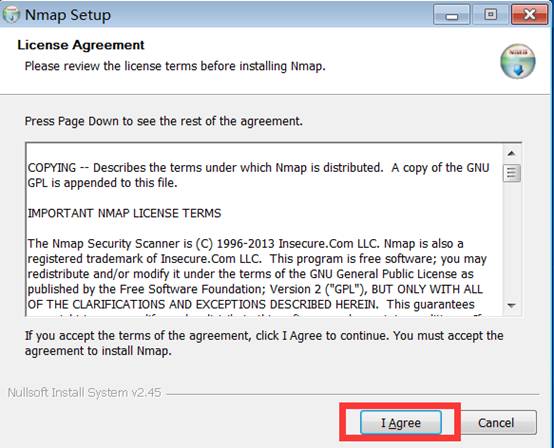 Nmap Setup
License Agreement
Please review the license terms before installing Nmap.
Press Page Down to see the rest of the agreement.
COPYING -- Describes the terms under which Nmap is distributed.  A copy of the GNU
GPL is appended to this file.
IMPORTANT NMAP LICENSE TERMS
The Nmap Security Scanner is (C) 1996-2013 Insecure.Com LLC. Nmap is also a
registered trademark of Insecure.Com LLC.  This program is free software; you may
redistribute and/or modify it under the terms of the GNU General Public License as
published by the Free Software Foundation; Version 2 ("GPL"), BUT ONLY WITH ALL
OF THE CLARIFICATIONS AND EXCEPTIONS DESCRIBED HEREIN.  This guarantees
If you accept the terms of the agreement, click I Agree to continue. You must accept the
agreement to install Nmap.
Nullsoft Install System v2.45
I Agree
Cancel